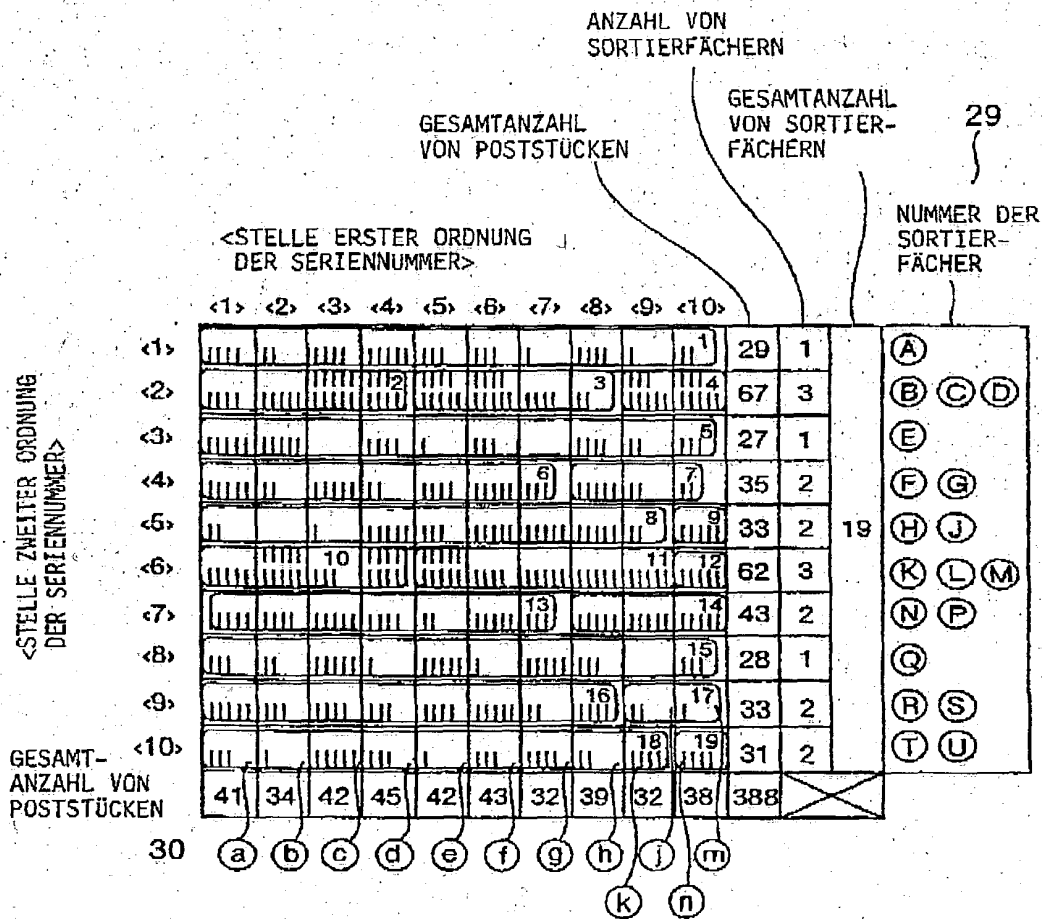 ANZAHL VON
SORTIERFÄCHERN
GESAMTANZAHL
VON SORTIER-
FÄCHERN
29
GESAMTANZAHL
VON POSTSTÜCKEN
NUMMER DER
SORTIER-
FÄCHER
<STELLE ERSTER ORDNUNG
DER SERIENNUMMER>
<1> <2> <3> <4> <5> <6> <7> <8> <9> <10>
<STELLE ZWEITER ORDNUNG
DER SERIENNUMMER>
<1> 1 29 1 A
<2> 2 3 4 67 3 B C D
<3> 5 27 1 E
<4> 6 7 35 2 F G
<5> 8 9 33 2 19 H J
<6> 10 11 12 62 3 K L M
<7> 13 14 43 2 N P
<8> 15 28 1 Q
<9> 16 17 33 2 R S
<10> 18 19 31 2 T U
GESAMT-
ANZAHL VON
POSTSTÜCKEN
41 34 42 45 42 43 32 39 32 38 388
30 a b c d e f g h j m
k n